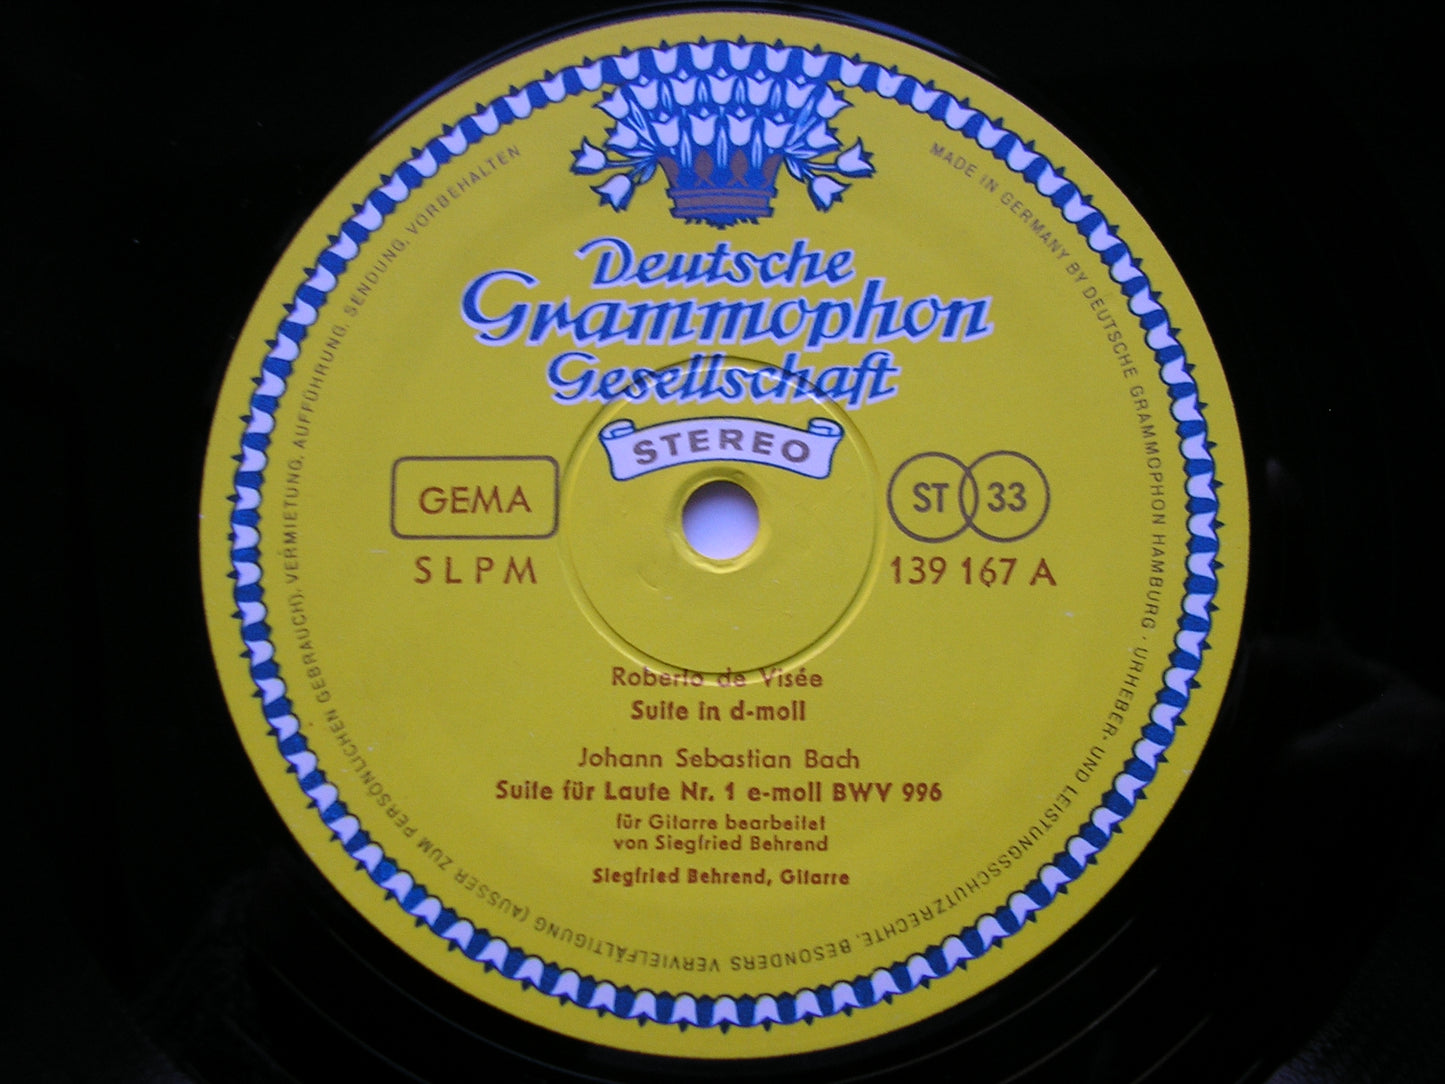 Deutsche
Grammophon
Gesellschaft
STEREO
GEMA
ST 33
SLPM
139 167 A
Roberto de Visée
Suite in d-moll
Johann Sebastian Bach
Suite für Laute Nr. 1 e-moll BWV 996
für Gitarre bearbeitet
von Siegfried Behrend
Siegfried Behrend, Gitarre
MADE IN GERMANY BY DEUTSCHE GRAMMOPHON HAMBURG · URHEBER- UND LEISTUNGSSCHUTZRECHTE, BESONDERS VERVIELFÄLTIGUNG (AUSSER ZUM PERSÖNLICHEN GEBRAUCH), VERMIETUNG, AUFFÜHRUNG, SENDUNG, VORBEHALTEN